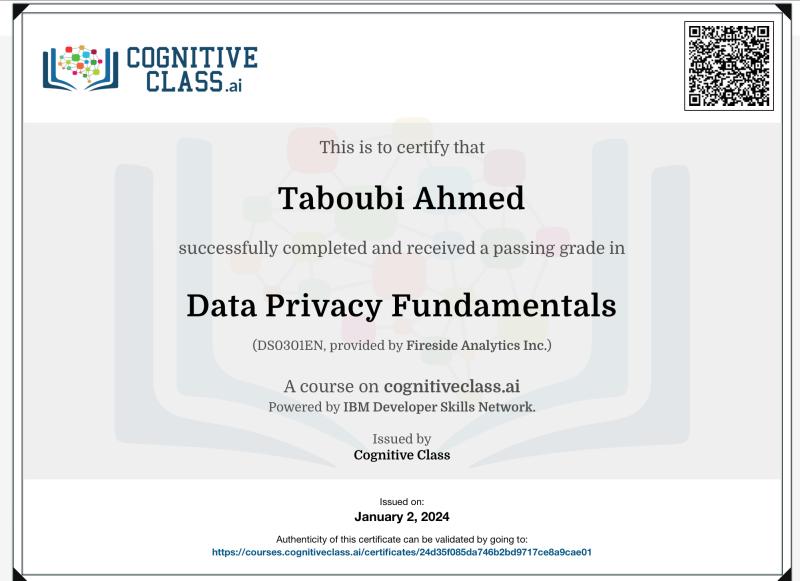 COGNITIVE
CLASS.ai
This is to certify that
Taboubi Ahmed
successfully completed and received a passing grade in
Data Privacy Fundamentals
(DS0301EN, provided by Fireside Analytics Inc.)
A course on cognitiveclass.ai
Powered by IBM Developer Skills Network.
Issued by
Cognitive Class
Issued on:
January 2, 2024
Authenticity of this certificate can be validated by going to:
https://courses.cognitiveclass.ai/certificates/24d35f085da746b2bd9717ce8a9cae01